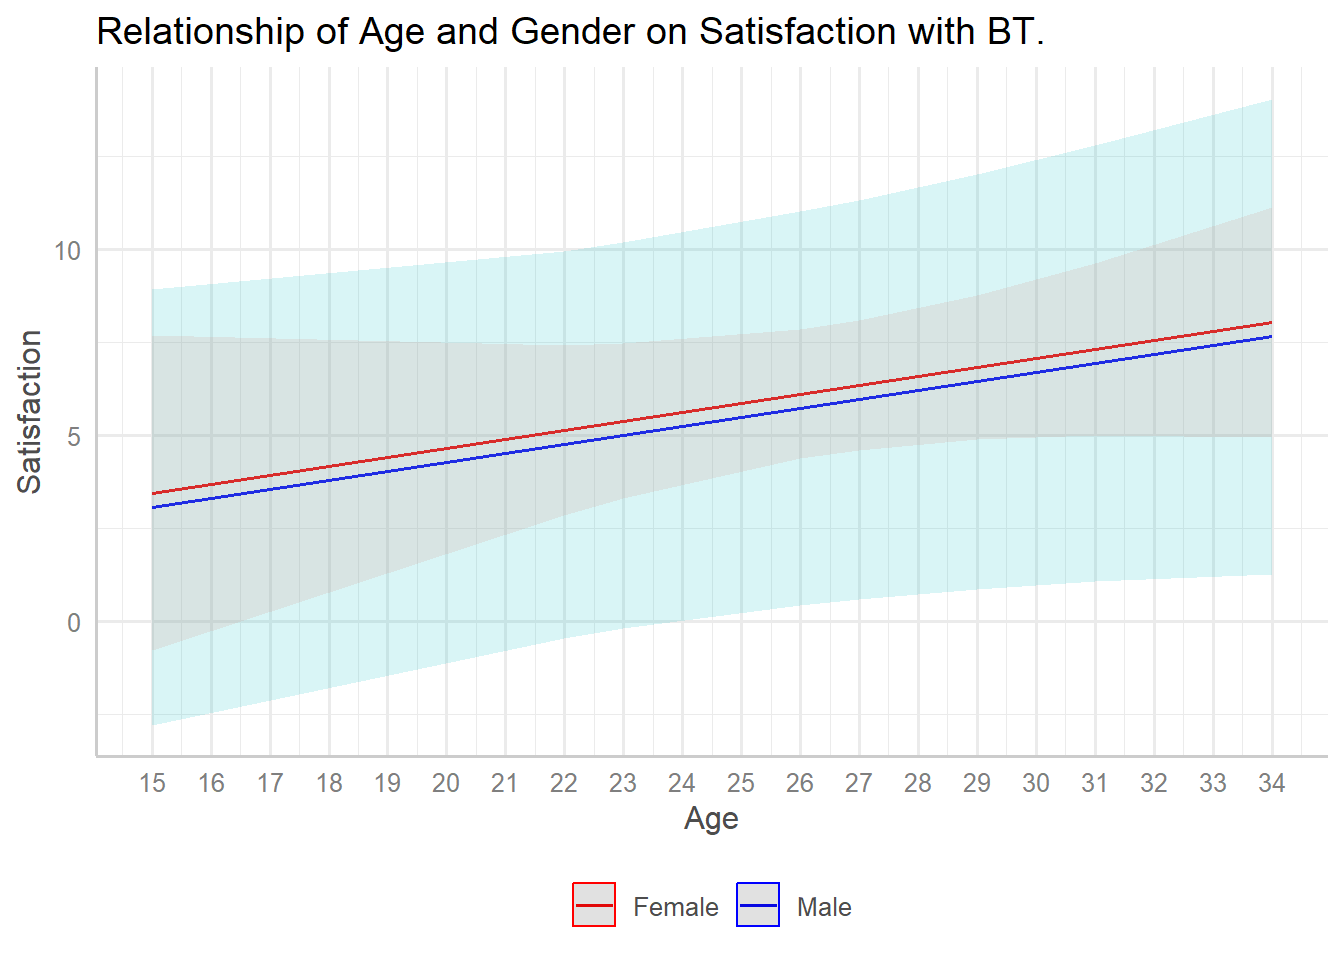 Relationship of Age and Gender on Satisfaction with BT.
Satisfaction
10
5
0
15 16 17 18 19 20 21 22 23 24 25 26 27 28 29 30 31 32 33 34
Age
Female Male